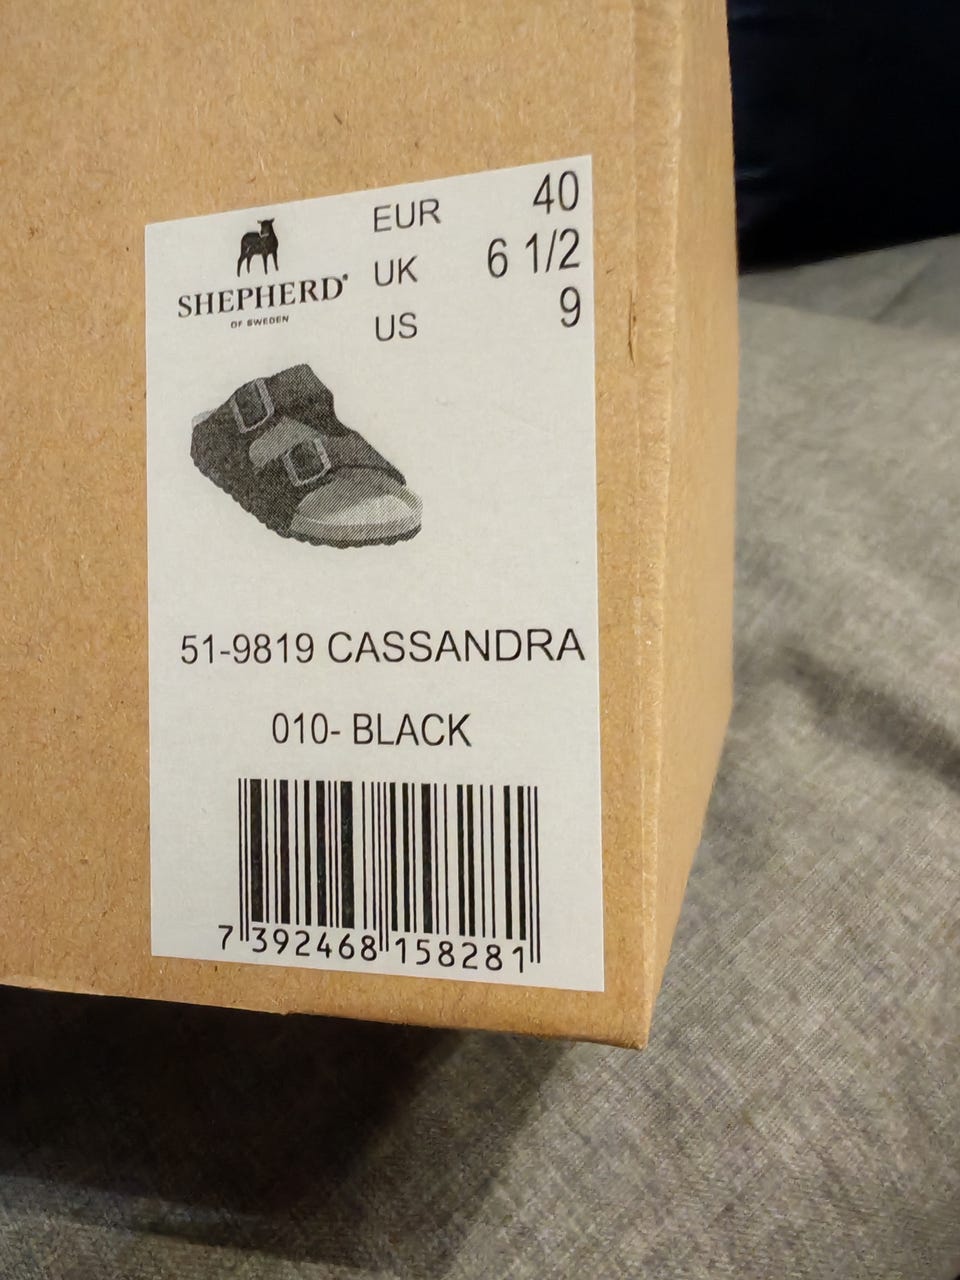 SHEPHERD
OF SWEDEN
EUR 40
UK 6 1/2
US 9
51-9819 CASSANDRA
010- BLACK
7 392468 158281